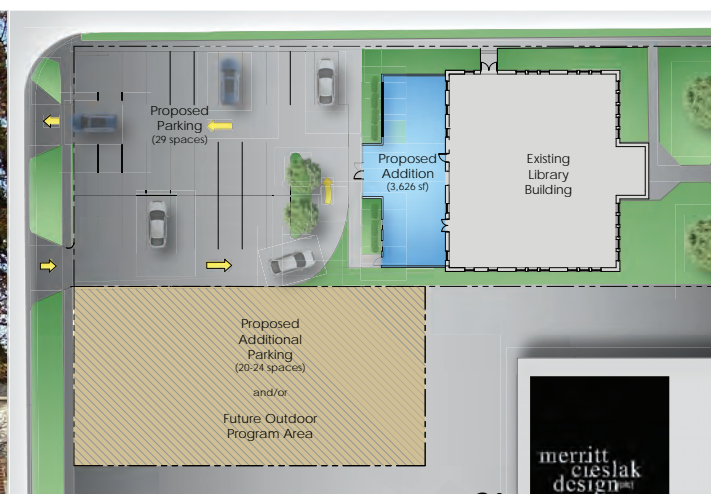 Proposed
Parking
(29 spaces)
Proposed
Addition
(3,626 sf)
Existing
Library
Building
Proposed
Additional
Parking
(20-24 spaces)
and/or
Future Outdoor
Program Area
merritt
cieslak
design